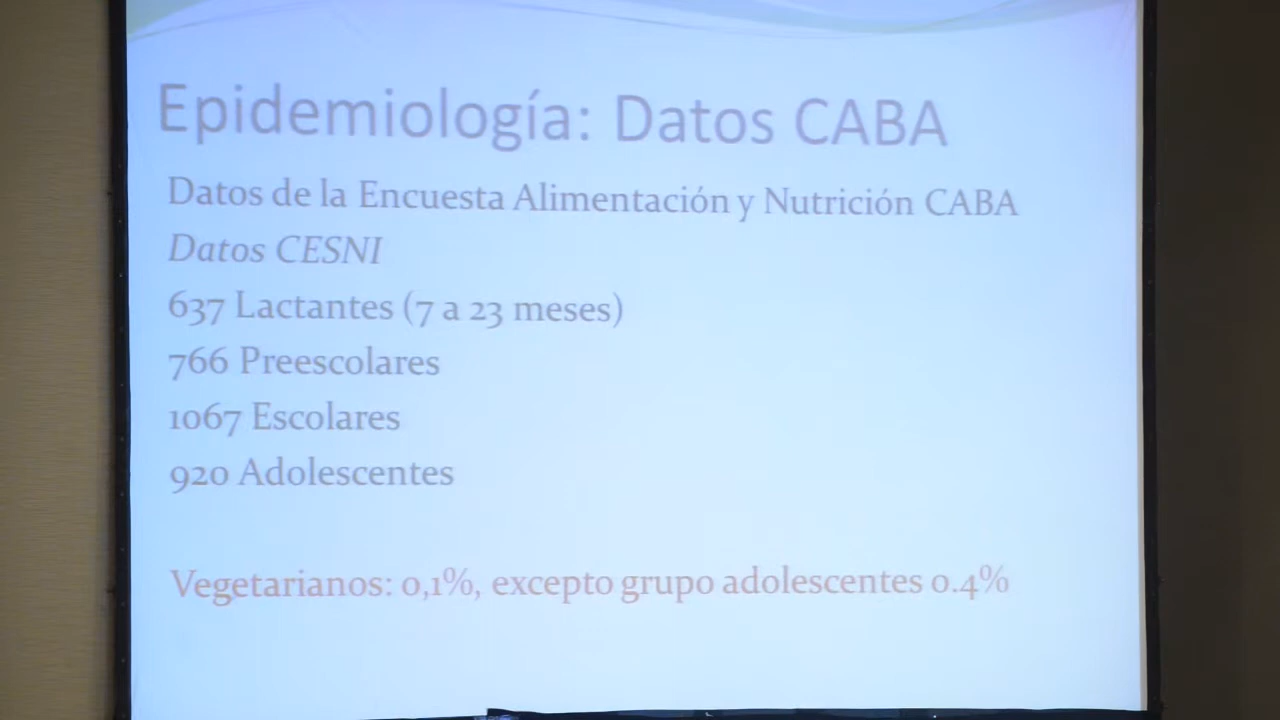 Epidemiología: Datos CABA
Datos de la Encuesta Alimentación y Nutrición CABA
Datos CESNI
637 Lactantes (7 a 23 meses)
766 Preescolares
1067 Escolares
920 Adolescentes
Vegetarianos: 0,1%, excepto grupo adolescentes 0.4%